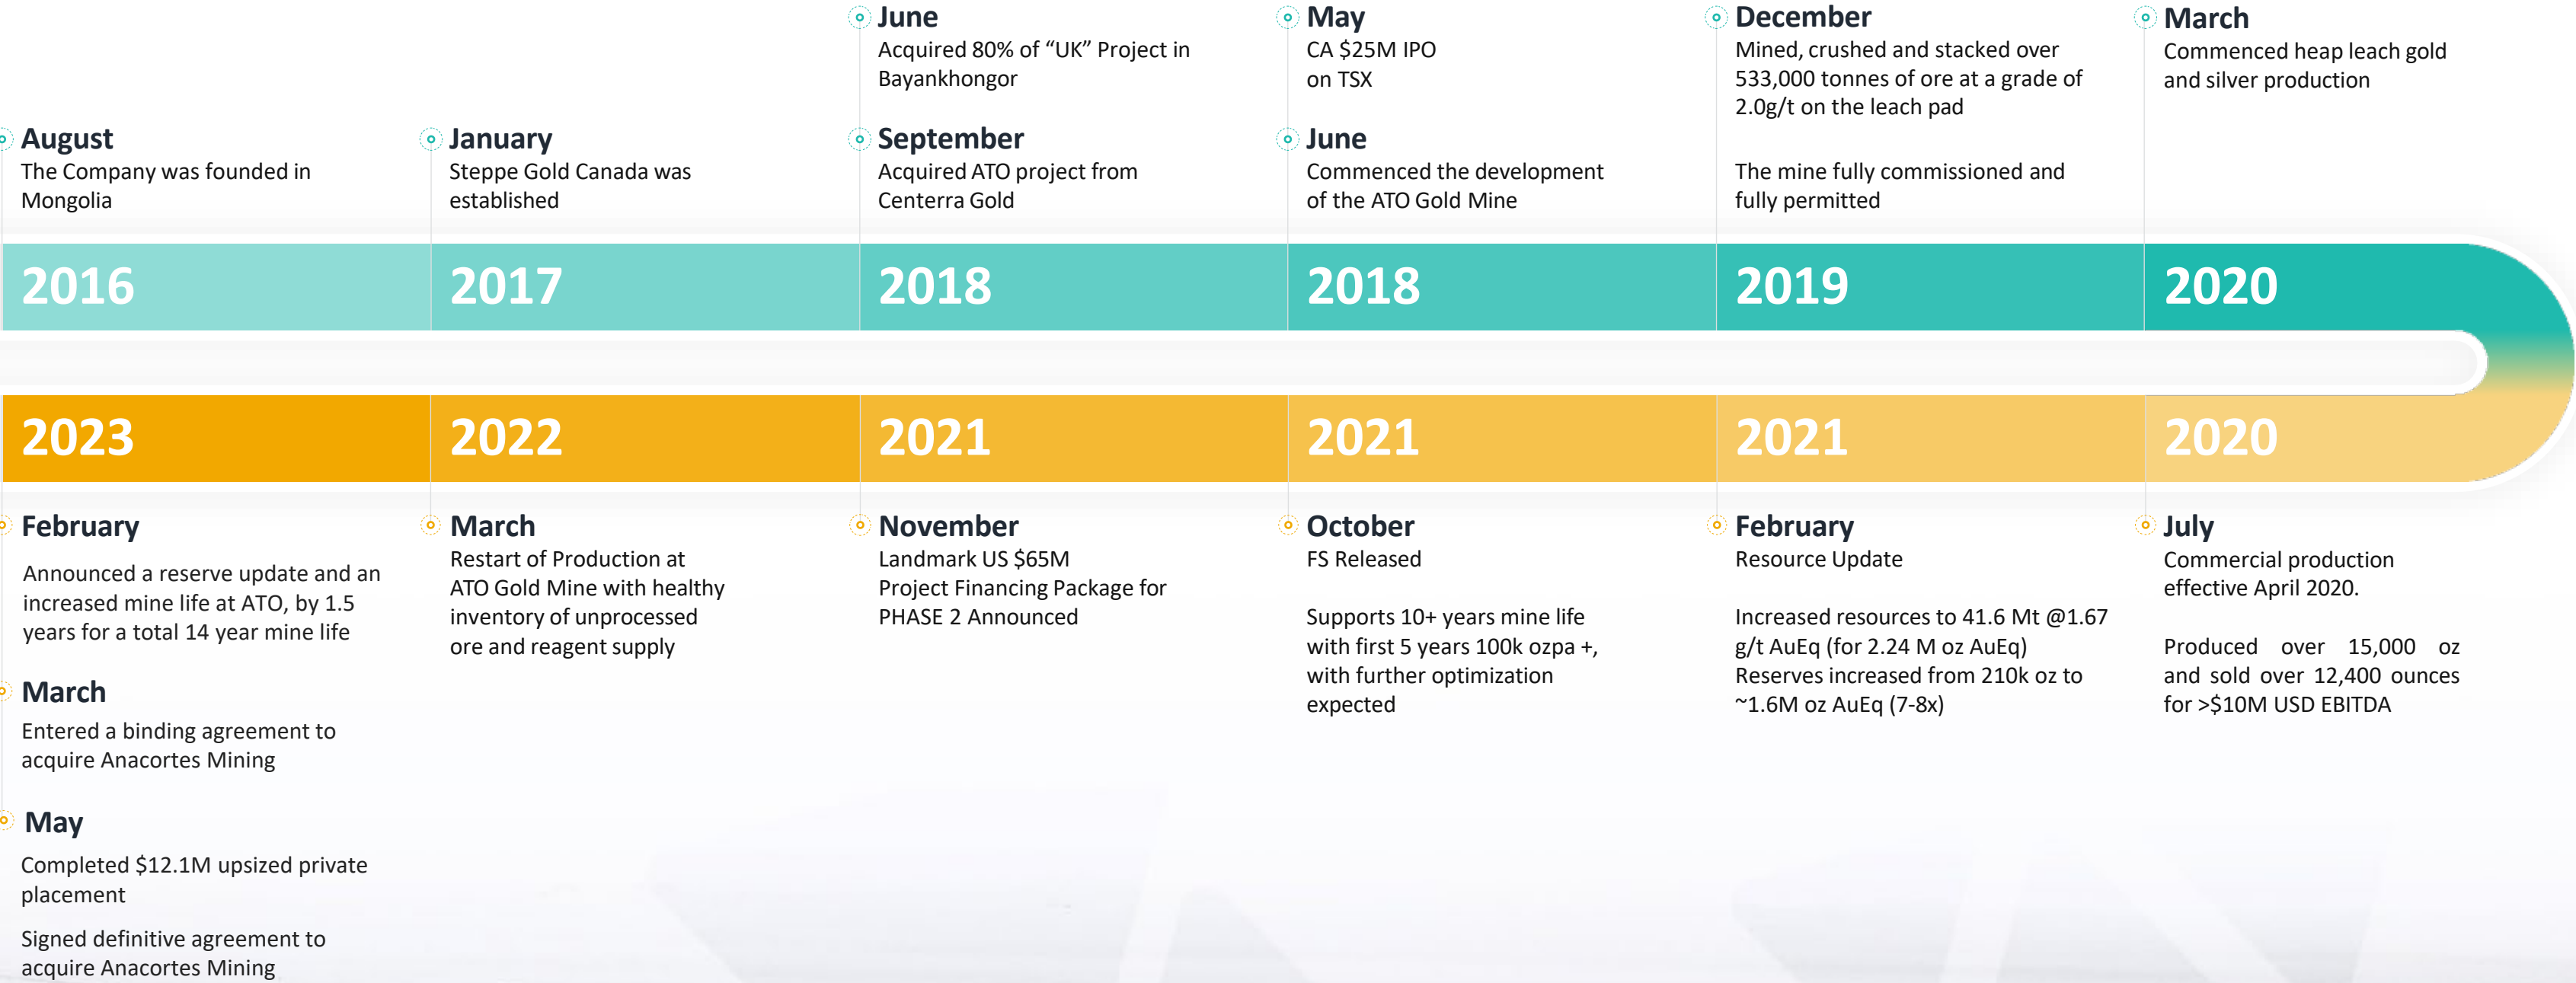 August
The Company was founded in
Mongolia
January
Steppe Gold Canada was
established
June
Acquired 80% of “UK” Project in
Bayankhongor
September
Acquired ATO project from
Centerra Gold
May
CA $25M IPO
on TSX
June
Commenced the development
of the ATO Gold Mine
December
Mined, crushed and stacked over
533,000 tonnes of ore at a grade of
2.0g/t on the leach pad
The mine fully commissioned and
fully permitted
March
Commenced heap leach gold
and silver production
2016
2017
2018
2018
2019
2020
2023
2022
2021
2021
2021
2020
February
Announced a reserve update and an
increased mine life at ATO, by 1.5
years for a total 14 year mine life
March
Entered a binding agreement to
acquire Anacortes Mining
May
Completed $12.1M upsized private
placement
Signed definitive agreement to
acquire Anacortes Mining
March
Restart of Production at
ATO Gold Mine with healthy
inventory of unprocessed
ore and reagent supply
November
Landmark US $65M
Project Financing Package for
PHASE 2 Announced
October
FS Released
Supports 10+ years mine life
with first 5 years 100k ozpa +,
with further optimization
expected
February
Resource Update
Increased resources to 41.6 Mt @1.67
g/t AuEq (for 2.24 M oz AuEq)
Reserves increased from 210k oz to
~1.6M oz AuEq (7-8x)
July
Commercial production
effective April 2020.
Produced over 15,000 oz
and sold over 12,400 ounces
for >$10M USD EBITDA